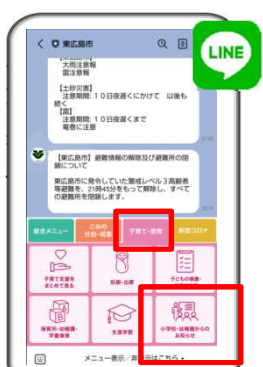 LINE
東広島市
大雨注意報
雷注意報
【土砂災害】
注意期間:10日夜遅くにかけて 以後も
続く
【雷】
注意期間:10日夜遅くまで
竜巻に注意
【東広島市】避難情報の解除及び避難所の閉
鎖について
東広島市に発令していた警戒レベル3高齢者
等避難を、21時45分をもって解除し、すべて
の避難所を閉鎖します。
総合メニュー
ごみの
分別・収集
子育て・教育
新型コロナ
子育て支援を
まとめて見る
妊娠・出産
子どもの健康・
保育所・幼稚園・
学童保育
生涯学習
小学校・幼稚園からの
お知らせ
メニュー表示/非表示はこちら